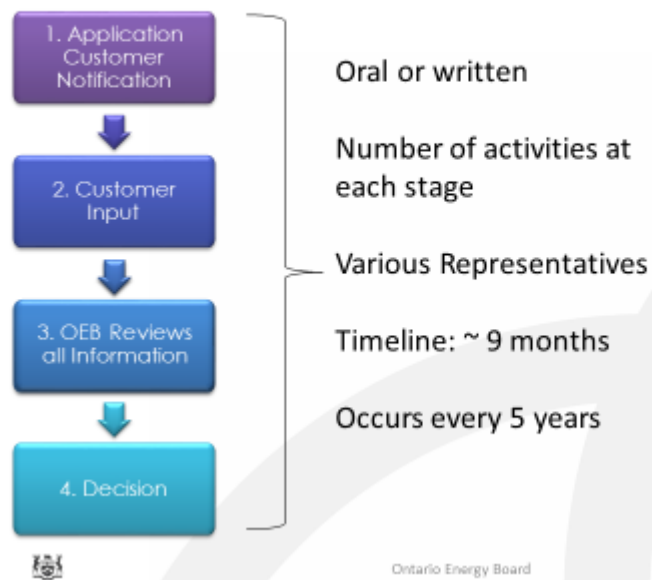 1. Application
Customer
Notification
2. Customer
Input
3. OEB Reviews
all Information
4. Decision
Oral or written
Number of activities at
each stage
Various Representatives
Timeline: ~ 9 months
Occurs every 5 years
Ontario Energy Board